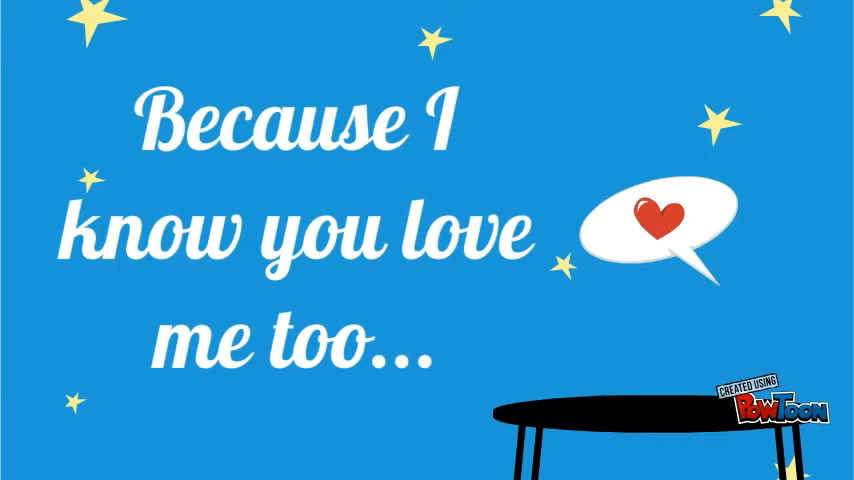 Because I
know you love
me too...
CREATED USING
POWTOON